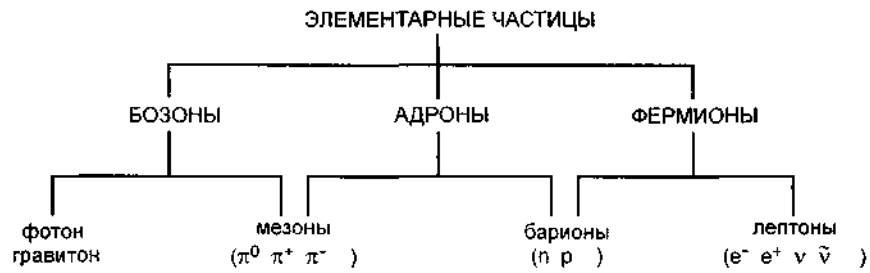 ЭЛЕМЕНТАРНЫЕ ЧАСТИЦЫ
БОЗОНЫ АДРОНЫ ФЕРМИОНЫ
фотон мезоны барионы лептоны
гравитон (π⁰ π⁺ π⁻ ) (n p ) (e⁻ e⁺ ν ν̃ )